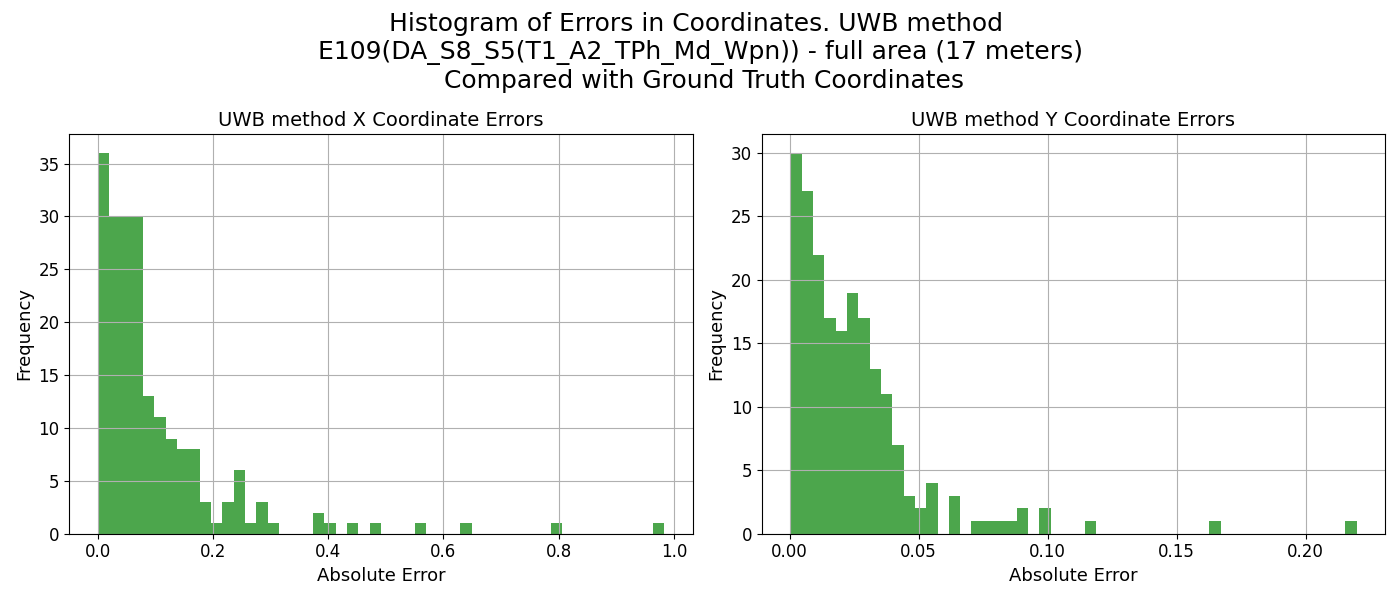 Histogram of Errors in Coordinates. UWB method
E109(DA_S8_S5(T1_A2_TPh_Md_Wpn)) - full area (17 meters)
Compared with Ground Truth Coordinates
UWB method X Coordinate Errors
Frequency
35
30
25
20
15
10
5
0
0.0 0.2 0.4 0.6 0.8 1.0
Absolute Error
UWB method Y Coordinate Errors
Frequency
30
25
20
15
10
5
0
0.00 0.05 0.10 0.15 0.20
Absolute Error